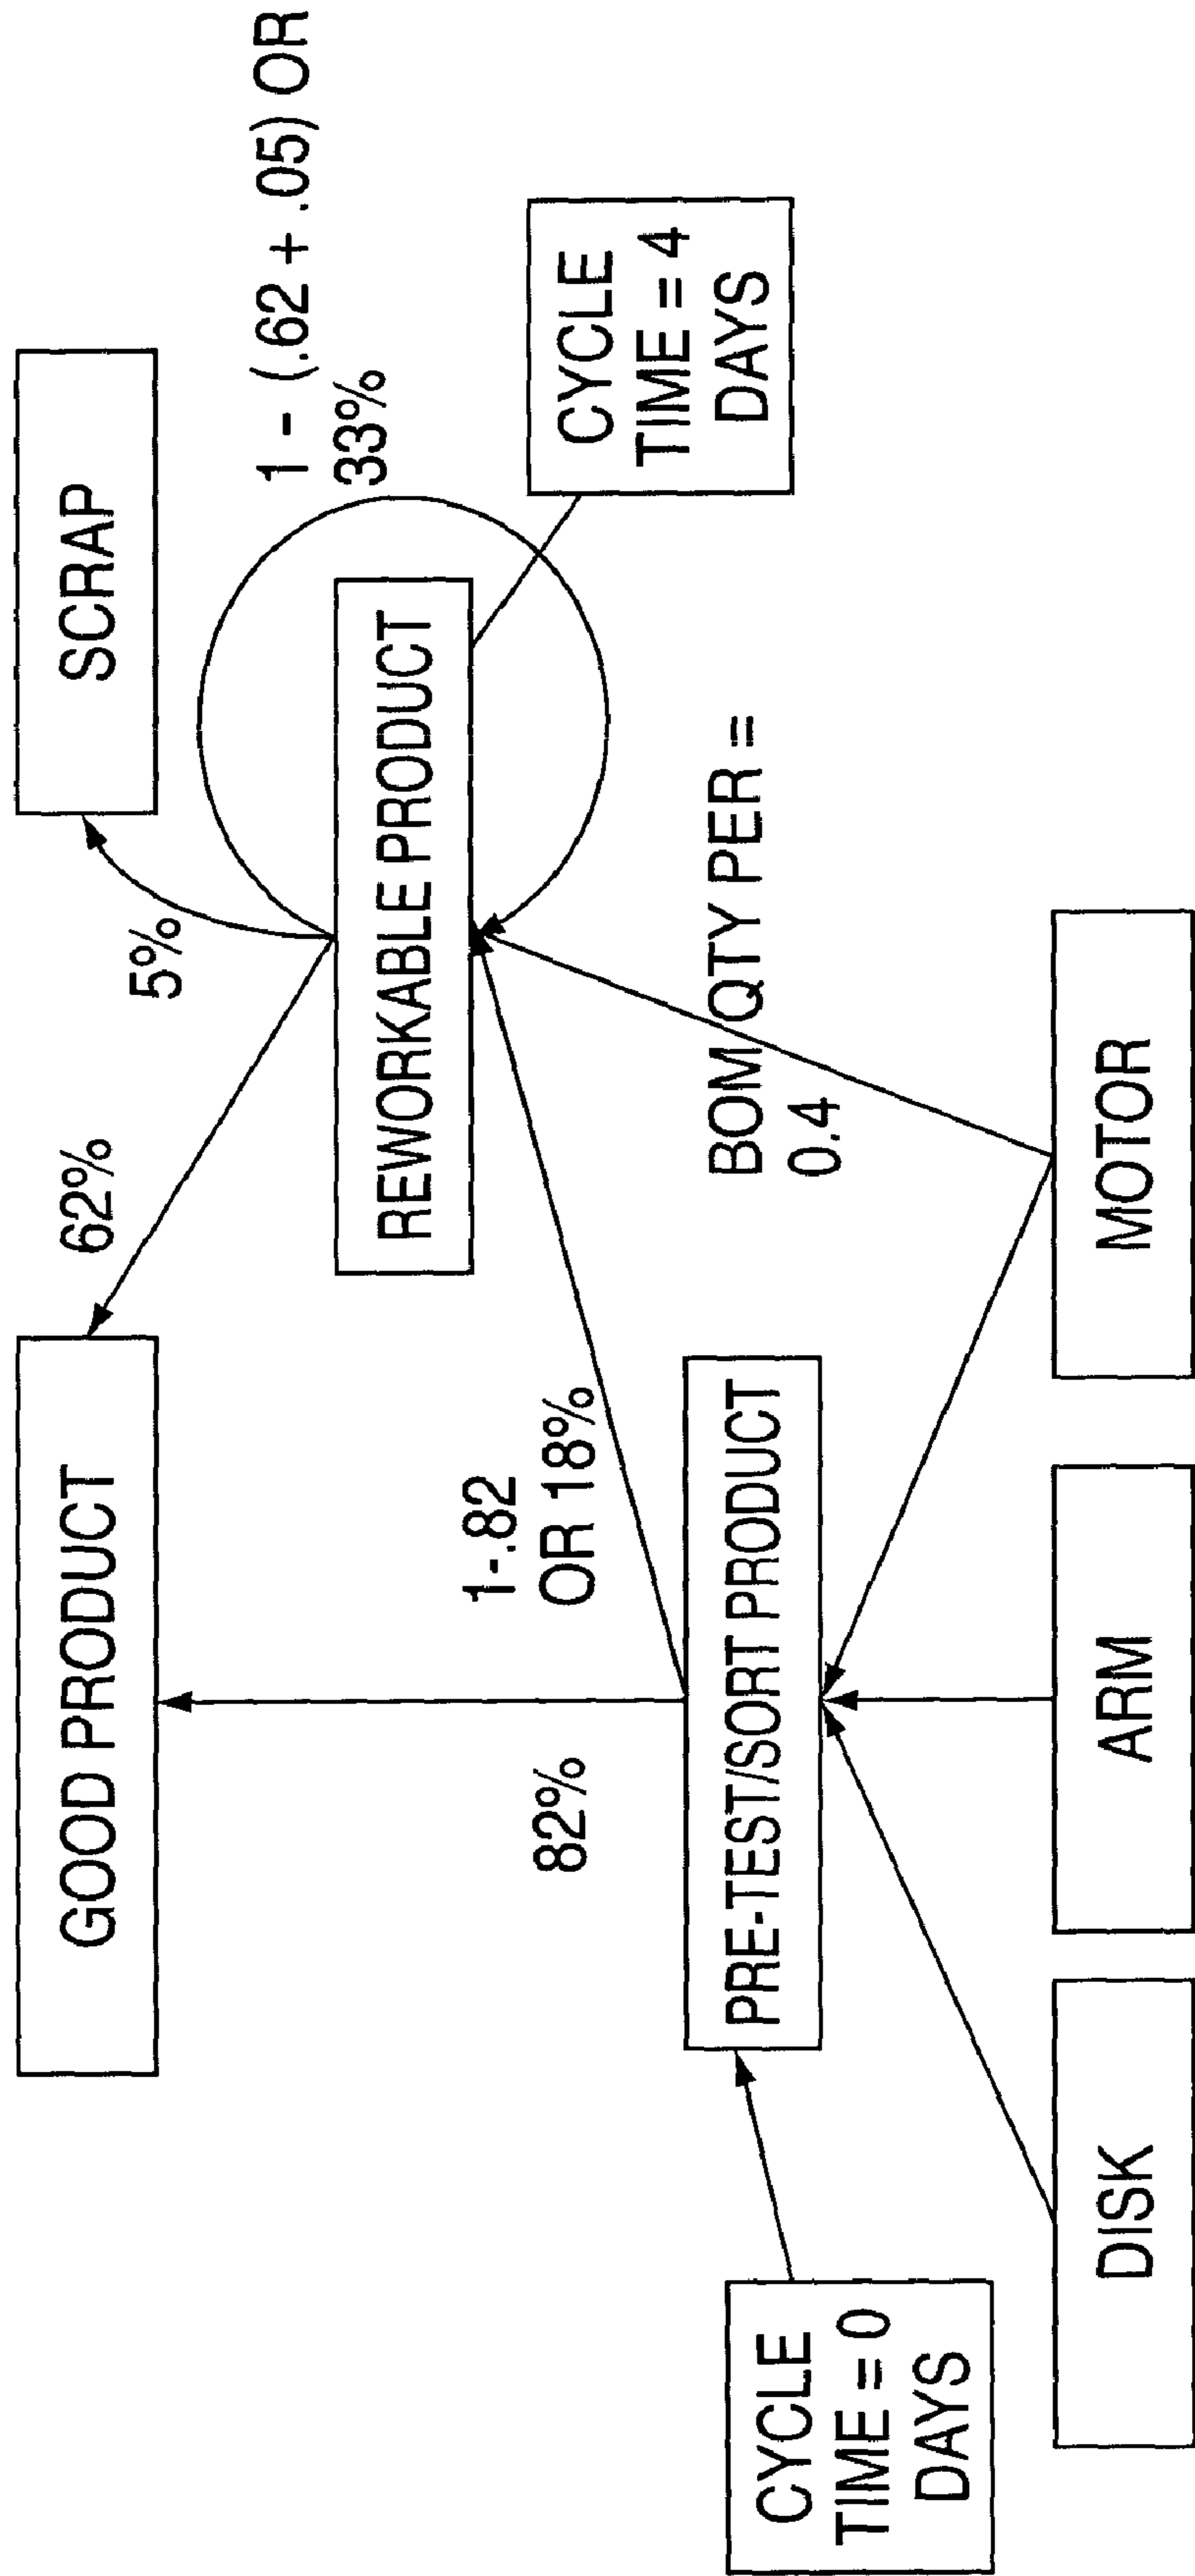 GOOD PRODUCT
SCRAP
62%
5%
1 - (.62 + .05) OR
33%
REWORKABLE PRODUCT
82%
1-.82
OR 18%
CYCLE
TIME = 4
DAYS
PRE-TEST/SORT PRODUCT
BOM QTY PER =
0.4
CYCLE
TIME = 0
DAYS
DISK
ARM
MOTOR